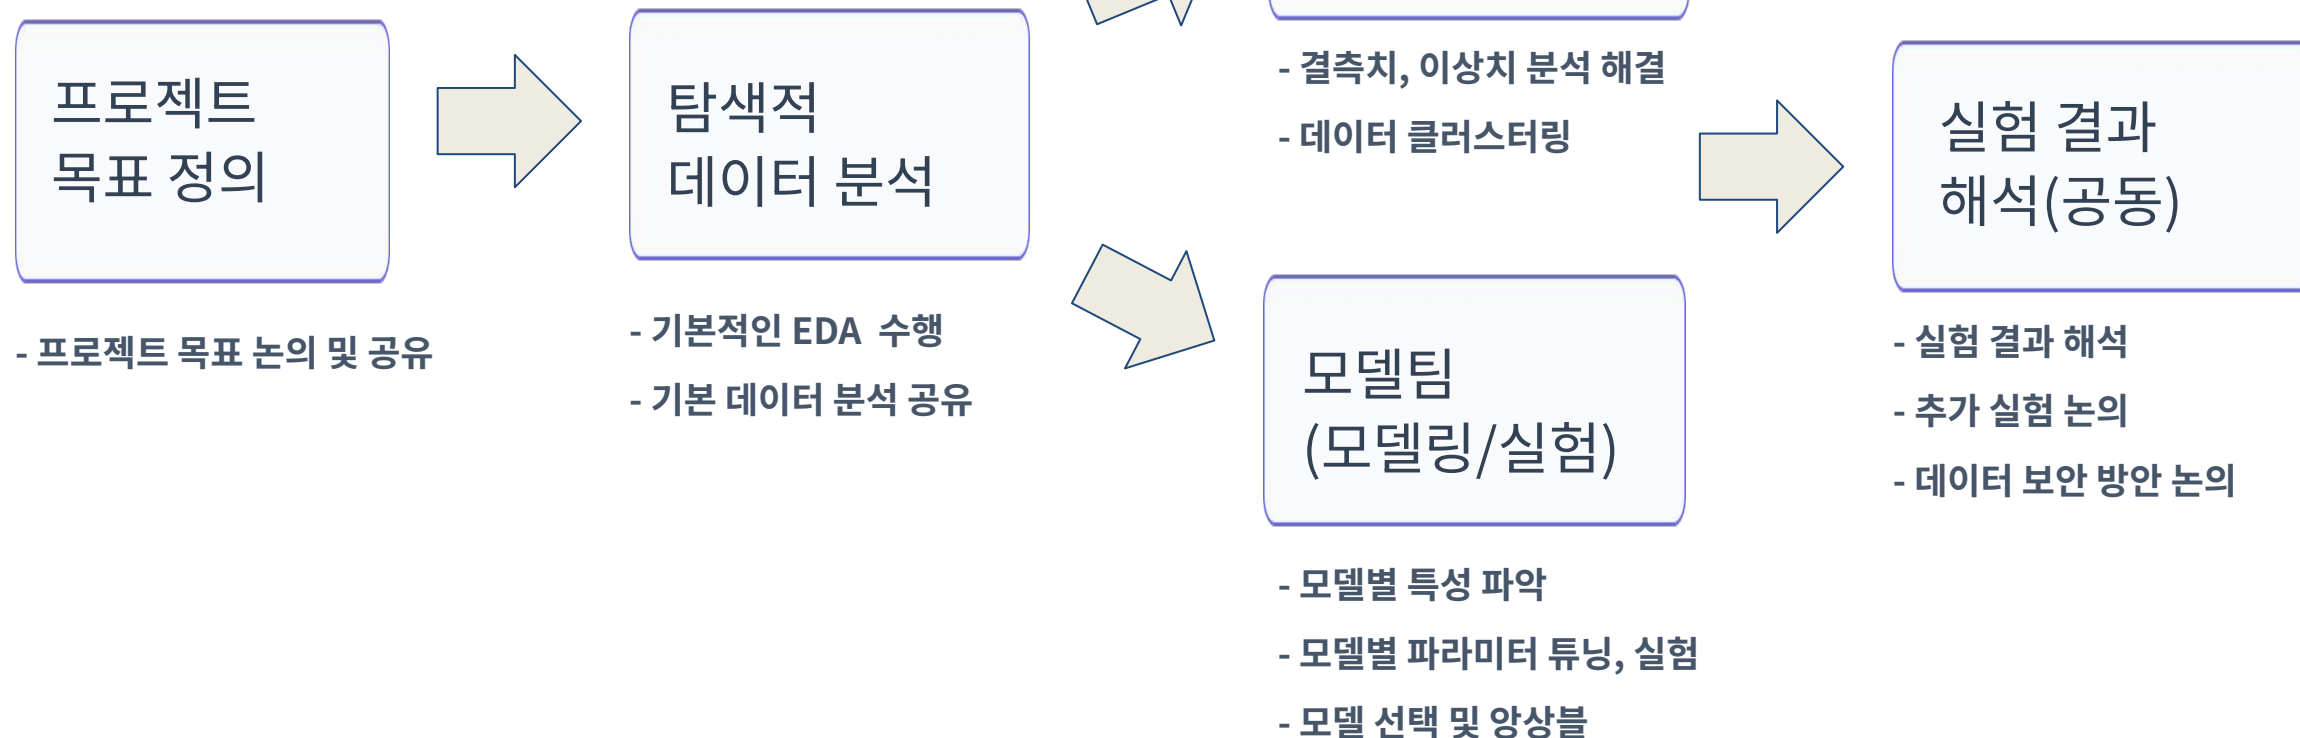 프로젝트
목표 정의
- 프로젝트 목표 논의 및 공유
탐색적
데이터 분석
- 기본적인 EDA  수행
- 기본 데이터 분석 공유
- 결측치, 이상치 분석 해결
- 데이터 클러스터링
모델팀
(모델링/실험)
- 모델별 특성 파악
- 모델별 파라미터 튜닝, 실험
- 모델 선택 및 앙상블
실험 결과
해석(공동)
- 실험 결과 해석
- 추가 실험 논의
- 데이터 보안 방안 논의